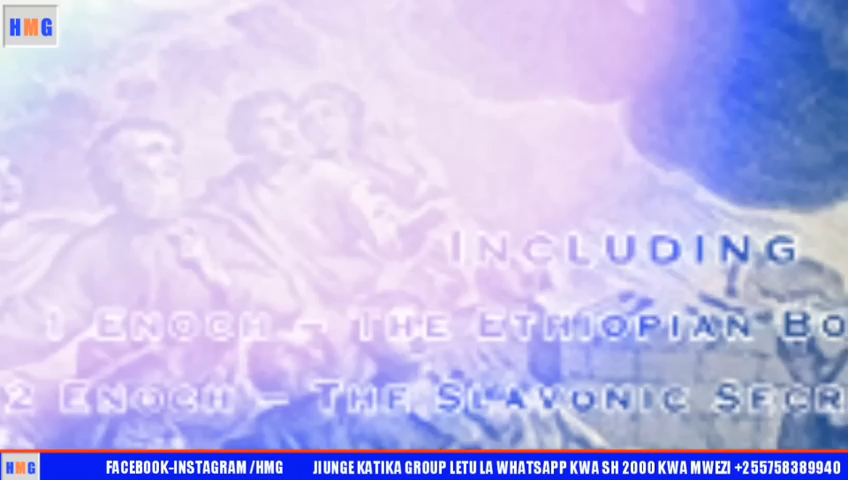 HMG
INCLUDING
1 ENOCH – THE ETHIOPIAN BO
2 ENOCH – THE SLAVONIC SECR
HMG FACEBOOK-INSTAGRAM /HMG JIUNGE KATIKA GROUP LETU LA WHATSAPP KWA SH 2000 KWA MWEZI +255758389940